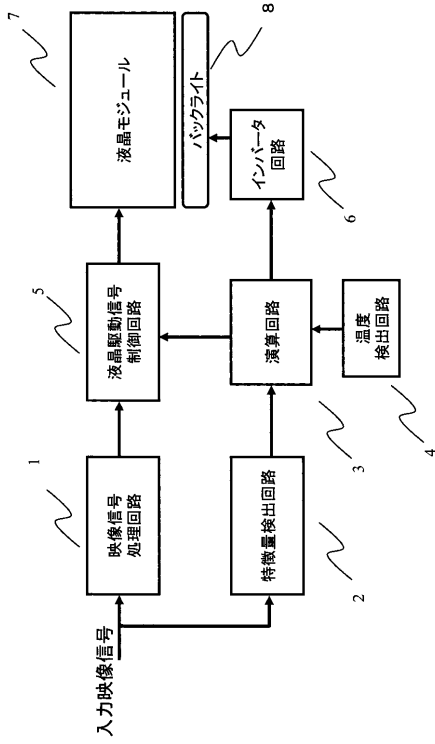 入力映像信号
1
映像信号
処理回路
5
液晶駆動信号
制御回路
7
液晶モジュール
バックライト
8
特徴量検出回路
2
演算回路
3
インバータ
回路
6
温度
検出回路
4